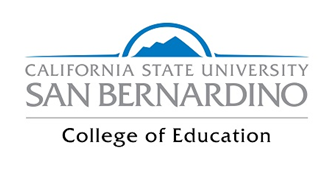 CALIFORNIA STATE UNIVERSITY
SAN BERNARDINO
College of Education